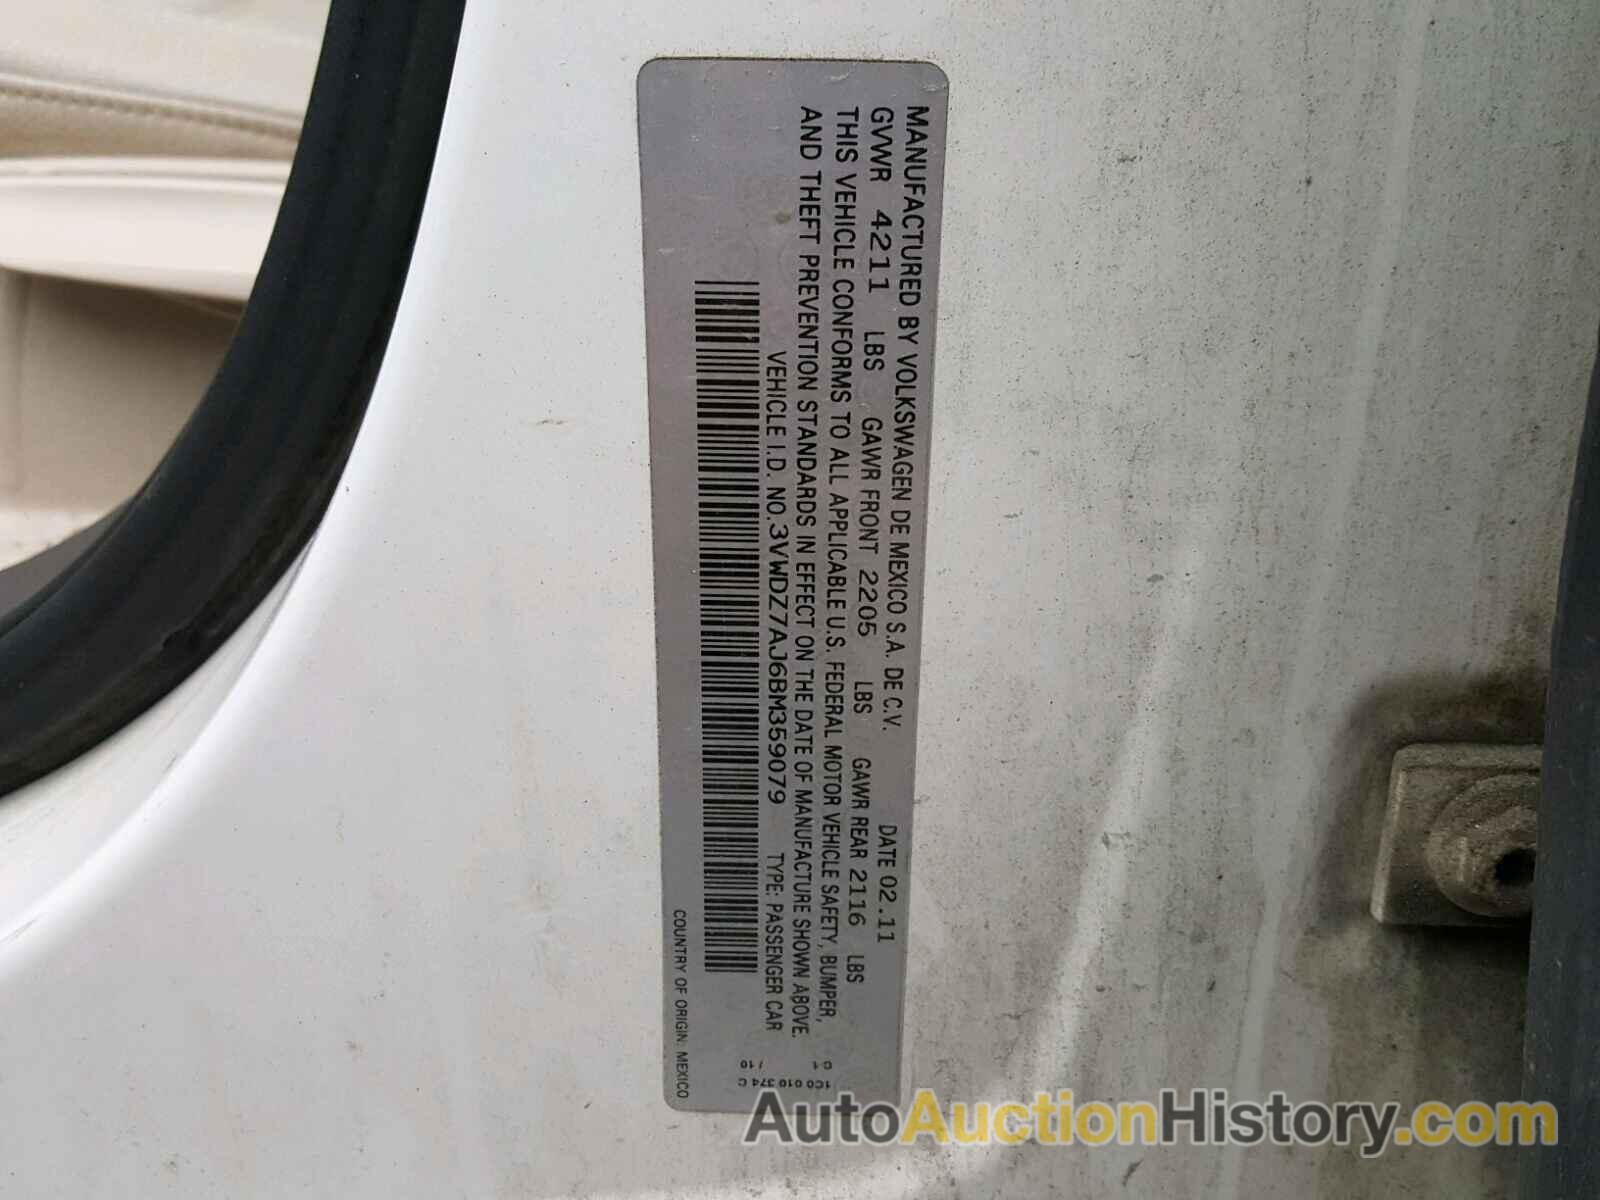 MANUFACTURED BY VOLKSWAGEN DE MEXICO S.A. DE C.V. DATE 02.11
GVWR 4211 LBS GAWR FRONT 2205 LBS GAWR REAR 2116 LBS
THIS VEHICLE CONFORMS TO ALL APPLICABLE U.S. FEDERAL MOTOR VEHICLE SAFETY, BUMPER,
AND THEFT PREVENTION STANDARDS IN EFFECT ON THE DATE OF MANUFACTURE SHOWN ABOVE.
VEHICLE I.D. NO.3VWDZ7AJ6BM359079 TYPE: PASSENGER CAR
COUNTRY OF ORIGIN: MEXICO
1C0 010 374 C
/10
AutoAuctionHistory.com